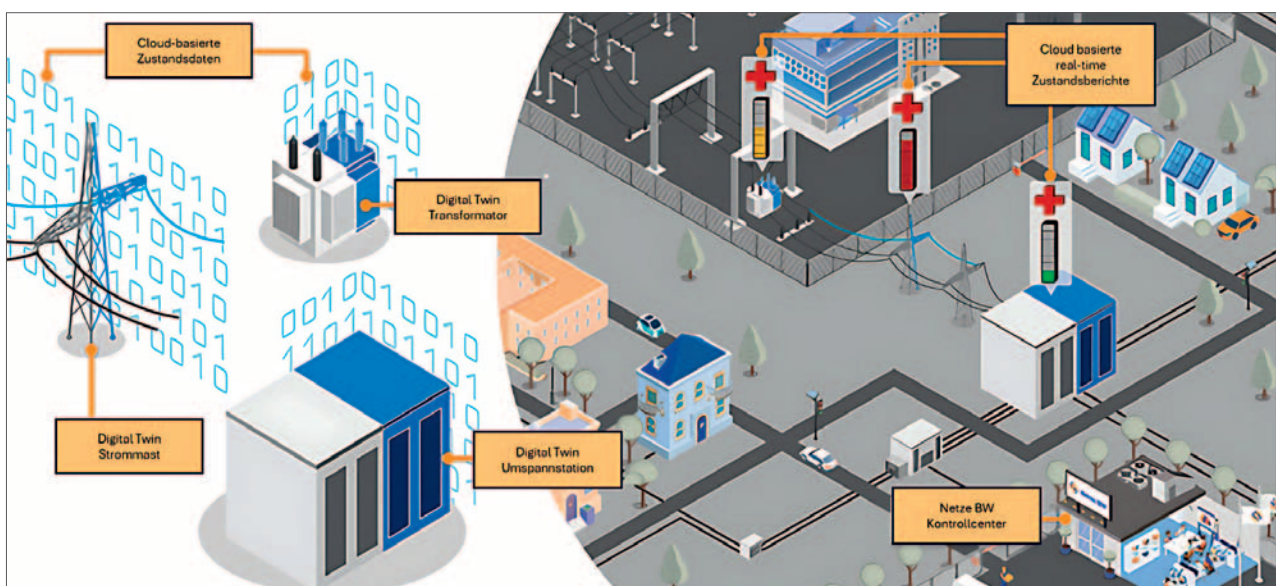 Cloud-basierte
Zustandsdaten
Cloud basierte
real-time
Zustandsberichte
Digital Twin
Transformator
Digital Twin
Strommast
Digital Twin
Umspannstation
Netze BW
Kontrollcenter